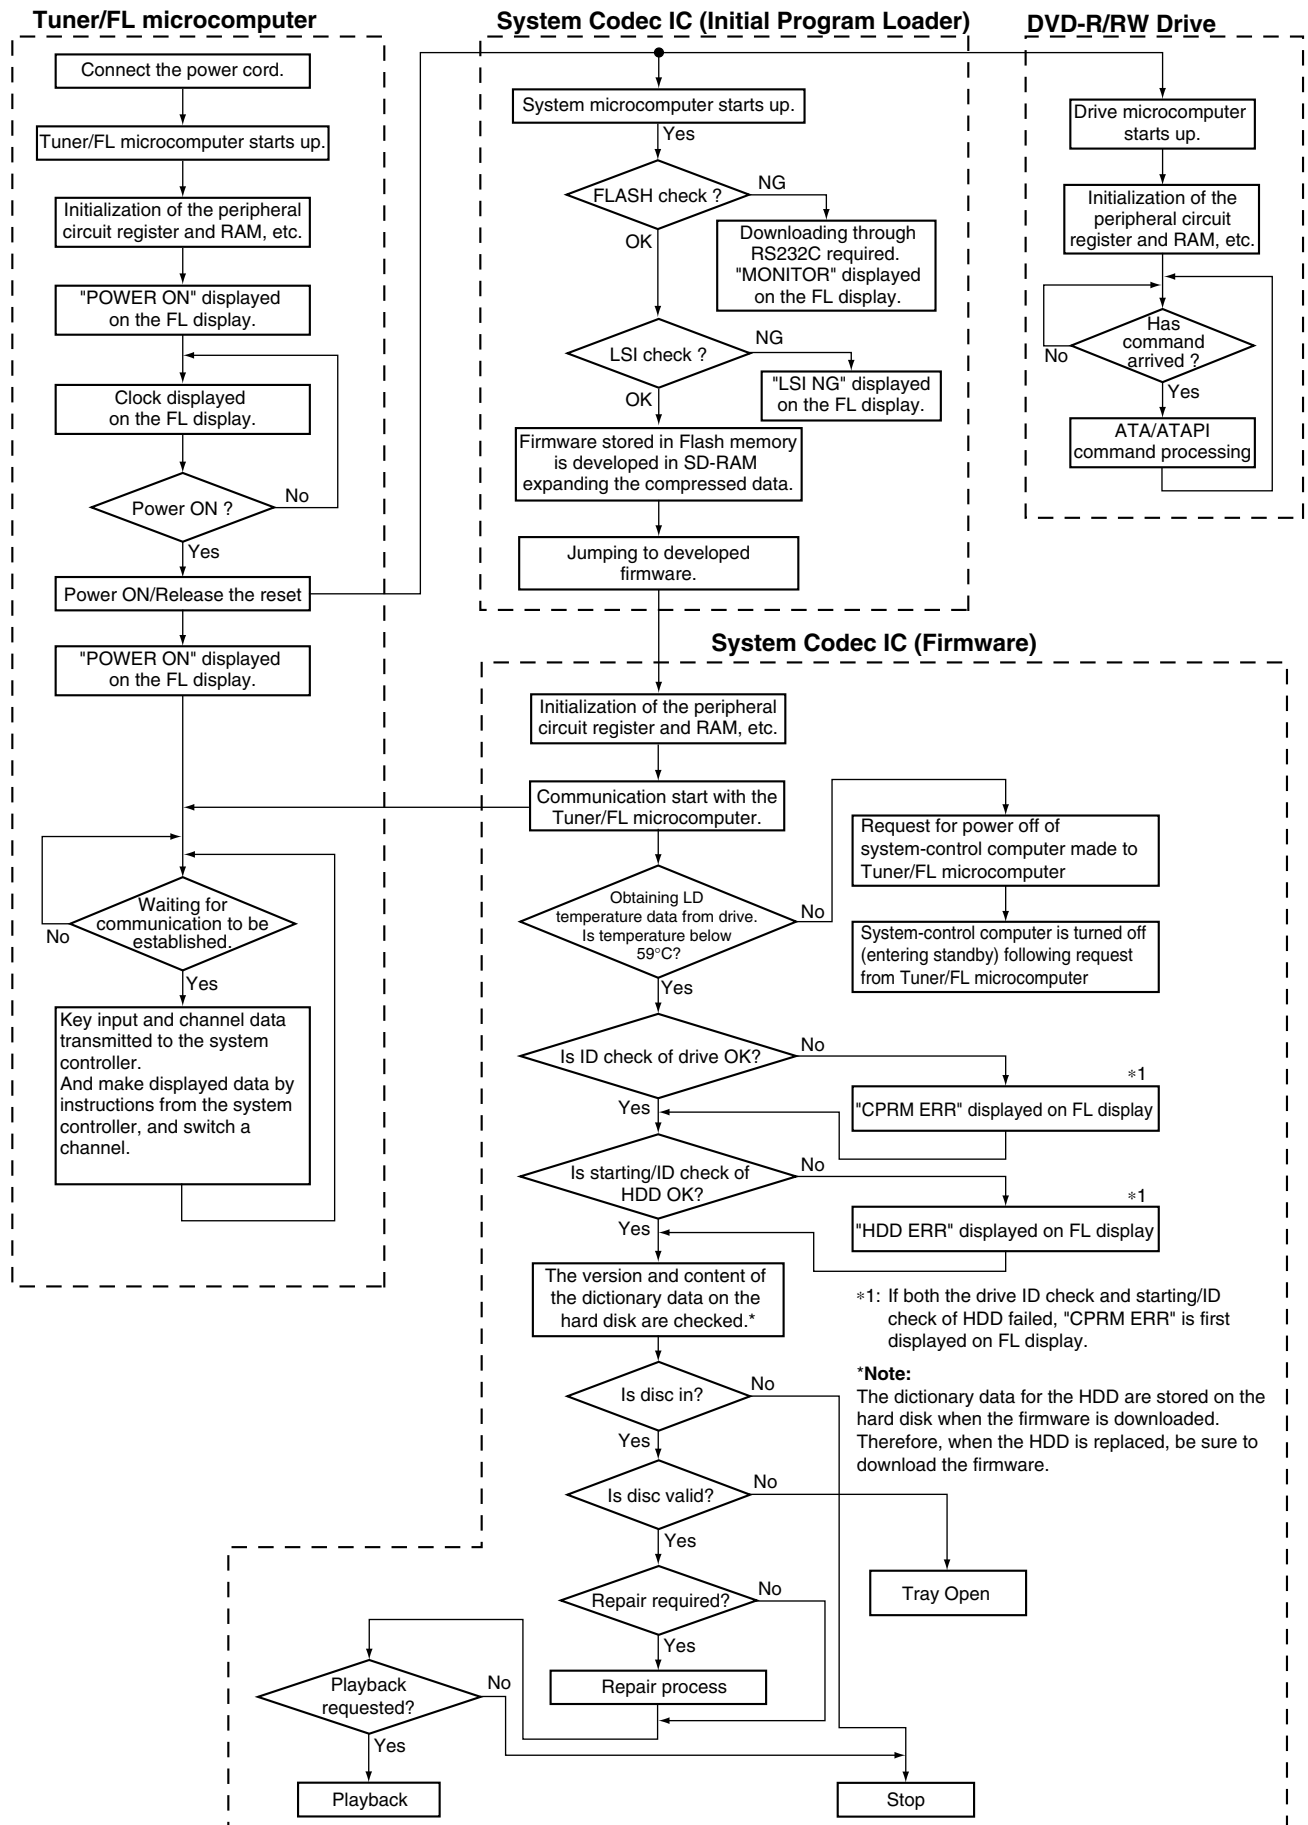 Tuner/FL microcomputer
Connect the power cord.
Tuner/FL microcomputer starts up.
Initialization of the peripheral
circuit register and RAM, etc.
"POWER ON" displayed
on the FL display.
Clock displayed
on the FL display.
Power ON ?
No
Yes
Power ON/Release the reset
"POWER ON" displayed
on the FL display.
Waiting for
communication to be
established.
No
Yes
Key input and channel data
transmitted to the system
controller.
And make displayed data by
instructions from the system
controller, and switch a
channel.
System Codec IC (Initial Program Loader)
System microcomputer starts up.
Yes
FLASH check ?
NG
OK
Downloading through
RS232C required.
"MONITOR" displayed
on the FL display.
LSI check ?
NG
OK
"LSI NG" displayed
on the FL display.
Firmware stored in Flash memory
is developed in SD-RAM
expanding the compressed data.
Jumping to developed
firmware.
DVD-R/RW Drive
Drive microcomputer
starts up.
Initialization of the
peripheral circuit
register and RAM, etc.
Has
command
arrived ?
No
Yes
ATA/ATAPI
command processing
System Codec IC (Firmware)
Initialization of the peripheral
circuit register and RAM, etc.
Communication start with the
Tuner/FL microcomputer.
Obtaining LD
temperature data from drive.
Is temperature below
59°C?
No
Yes
Request for power off of
system-control computer made to
Tuner/FL microcomputer
System-control computer is turned off
(entering standby) following request
from Tuner/FL microcomputer
Is ID check of drive OK?
No
Yes
*1
"CPRM ERR" displayed on FL display
Is starting/ID check of
HDD OK?
No
Yes
*1
"HDD ERR" displayed on FL display
The version and content of
the dictionary data on the
hard disk are checked.*
*1: If both the drive ID check and starting/ID
check of HDD failed, "CPRM ERR" is first
displayed on FL display.
*Note:
The dictionary data for the HDD are stored on the
hard disk when the firmware is downloaded.
Therefore, when the HDD is replaced, be sure to
download the firmware.
Is disc in?
No
Yes
Is disc valid?
No
Yes
Tray Open
Repair required?
No
Yes
Repair process
Playback
requested?
No
Yes
Playback
Stop